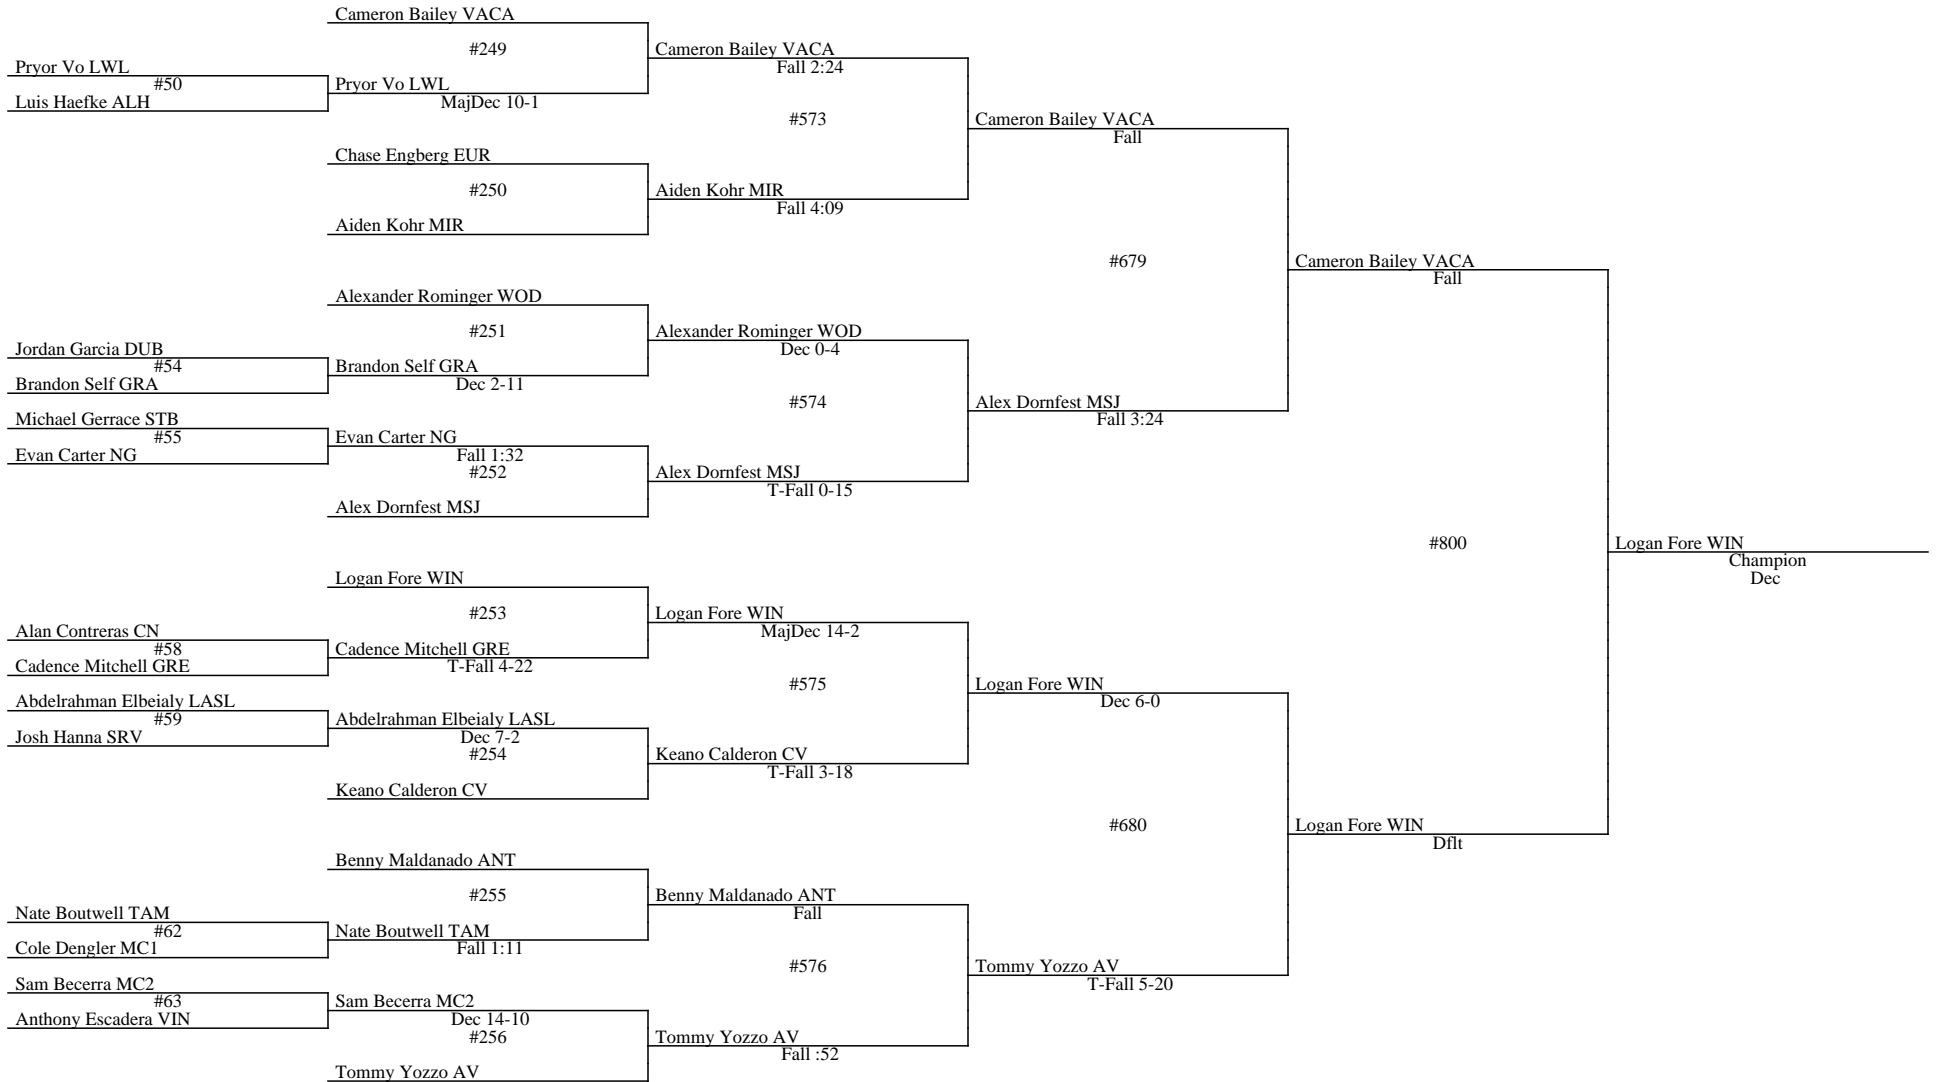 Cameron Bailey VACA
#249
Cameron Bailey VACA
Fall 2:24
Pryor Vo LWL
#50
Pryor Vo LWL
Luis Haefke ALH
MajDec 10-1
#573
Cameron Bailey VACA
Fall
Chase Engberg EUR
#250
Aiden Kohr MIR
Fall 4:09
Aiden Kohr MIR
#679
Cameron Bailey VACA
Fall
Alexander Rominger WOD
#251
Alexander Rominger WOD
Dec 0-4
Jordan Garcia DUB
#54
Brandon Self GRA
Brandon Self GRA
Dec 2-11
#574
Alex Dornfest MSJ
Fall 3:24
Michael Gerrace STB
#55
Evan Carter NG
Evan Carter NG
Fall 1:32
#252
Alex Dornfest MSJ
T-Fall 0-15
Alex Dornfest MSJ
#800
Logan Fore WIN
Champion
Dec
Logan Fore WIN
#253
Logan Fore WIN
MajDec 14-2
Alan Contreras CN
#58
Cadence Mitchell GRE
Cadence Mitchell GRE
T-Fall 4-22
#575
Logan Fore WIN
Dec 6-0
Abdelrahman Elbeialy LASL
#59
Abdelrahman Elbeialy LASL
Josh Hanna SRV
Dec 7-2
#254
Keano Calderon CV
T-Fall 3-18
Keano Calderon CV
#680
Logan Fore WIN
Dflt
Benny Maldanado ANT
#255
Benny Maldanado ANT
Fall
Nate Boutwell TAM
#62
Nate Boutwell TAM
Cole Dengler MC1
Fall 1:11
#576
Tommy Yozzo AV
T-Fall 5-20
Sam Becerra MC2
#63
Sam Becerra MC2
Anthony Escadera VIN
Dec 14-10
#256
Tommy Yozzo AV
Fall :52
Tommy Yozzo AV